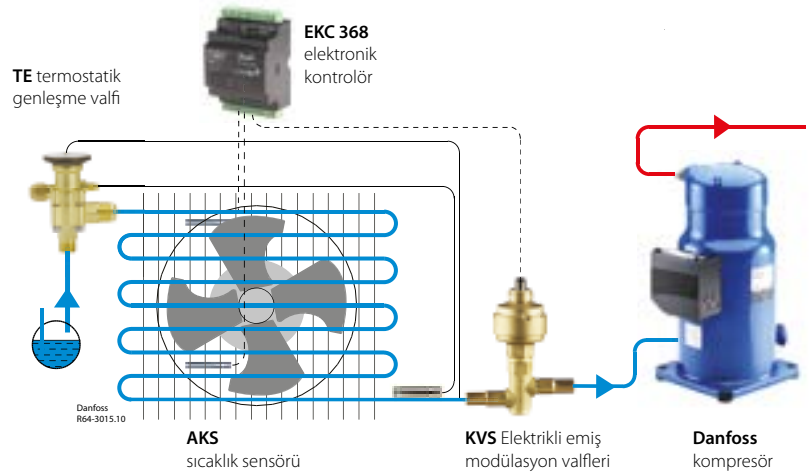 EKC 368
elektronik
kontrolör
TE termostatik
genleşme valfi
Danfoss
R64-3015.10
AKS
sıcaklık sensörü
KVS Elektrikli emiş
modülasyon valfleri
Danfoss
kompresör